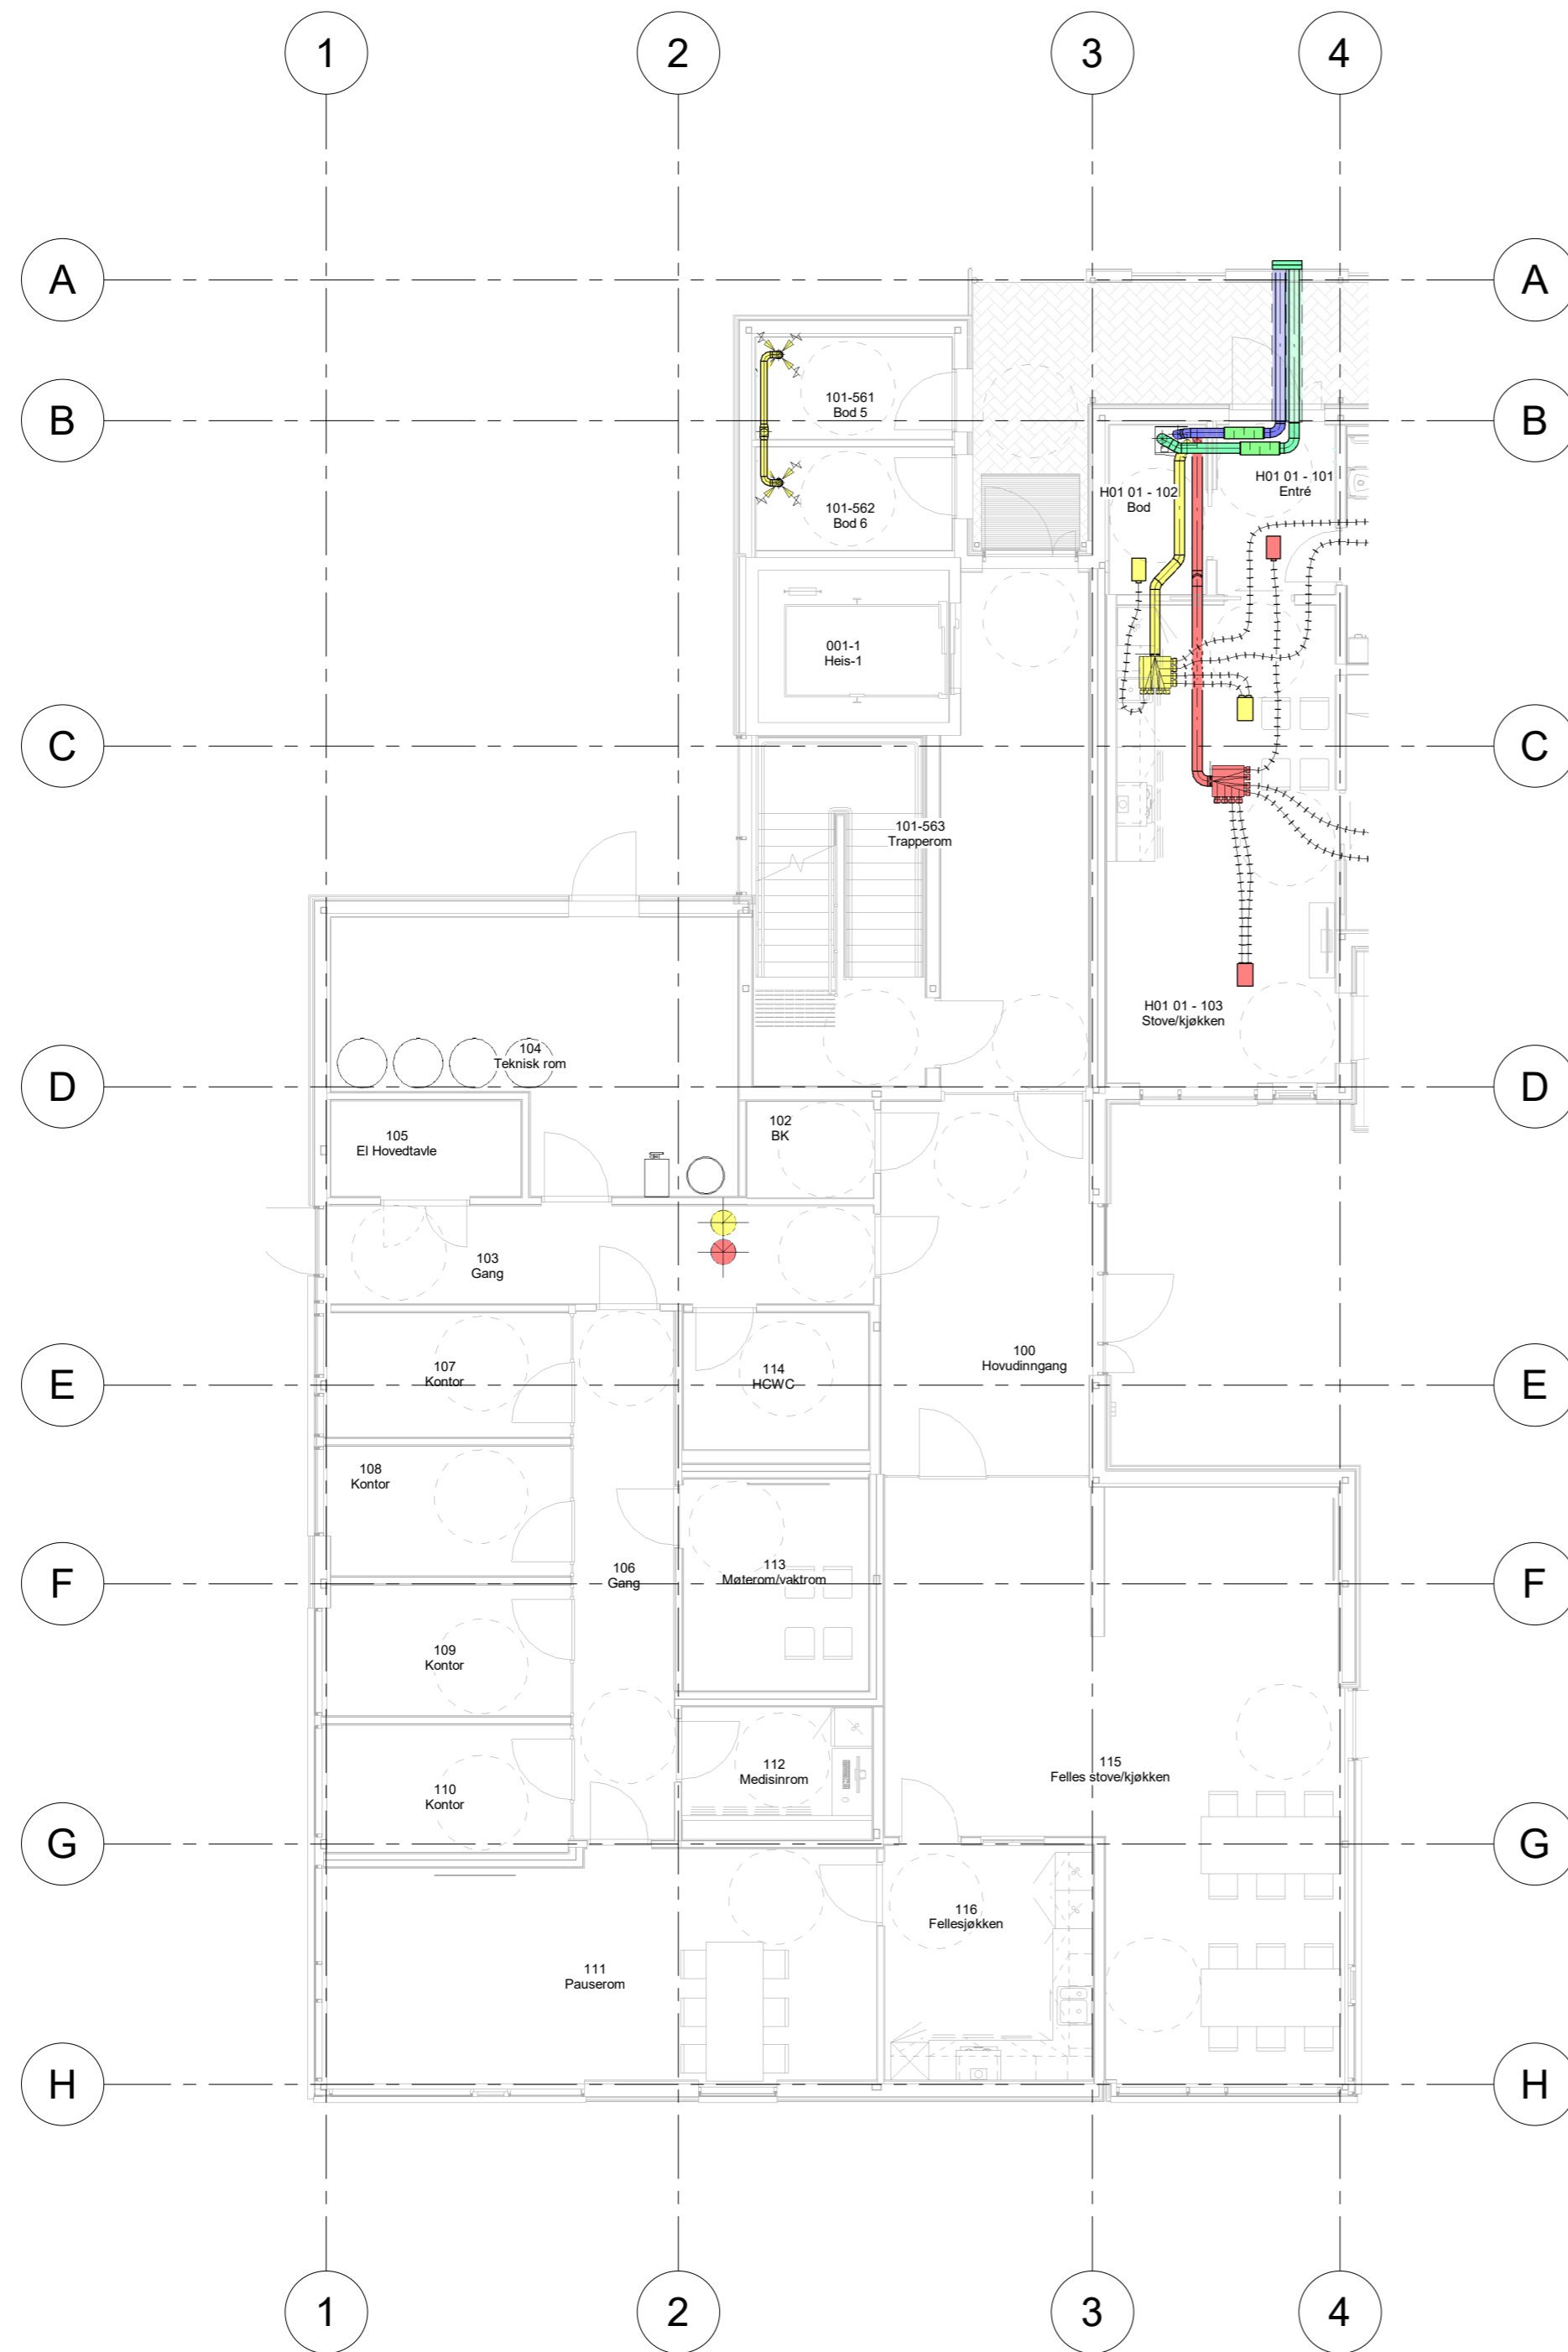 1
2
3
4
A
A
B
B
101-561
Bod 5
H01 01 - 101
Entré
H01 01 - 102
Bod
101-562
Bod 6
001-1
Heis-1
C
C
101-563
Trapperom
H01 01 - 103
Stove/kjøkken
104
Teknisk rom
D
D
102
BK
105
El Hovedtavle
103
Gang
100
Hovudinngang
107
Kontor
114
HCWC
E
E
108
Kontor
106
Gang
113
Møterom/vaktrom
F
F
109
Kontor
112
Medisinrom
115
Felles stove/kjøkken
110
Kontor
G
G
116
Fellesjøkken
111
Pauserom
H
H
1
2
3
4